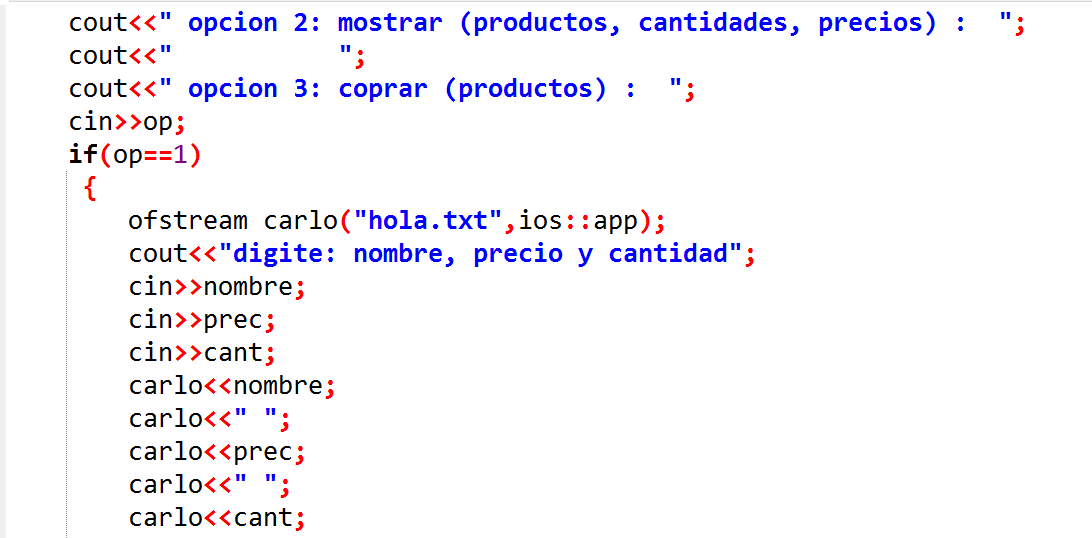 cout<<" opcion 2: mostrar (productos, cantidades, precios) :  ";
cout<<"           ";
cout<<" opcion 3: coprar (productos) :  ";
cin>>op;
if(op==1)
{
ofstream carlo("hola.txt",ios::app);
cout<<"digite: nombre, precio y cantidad";
cin>>nombre;
cin>>prec;
cin>>cant;
carlo<<nombre;
carlo<<" ";
carlo<<prec;
carlo<<" ";
carlo<<cant;